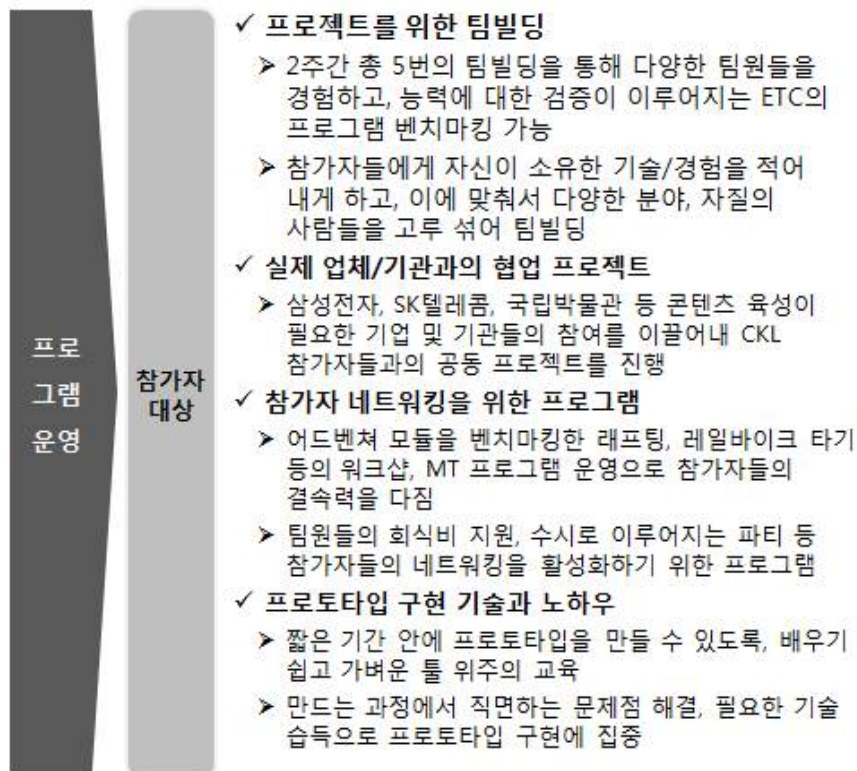 프로
그램
운영
참가자
대상
✓ 프로젝트를 위한 팀빌딩
➢ 2주간 총 5번의 팀빌딩을 통해 다양한 팀원들을
경험하고, 능력에 대한 검증이 이루어지는 ETC의
프로그램 벤치마킹 가능
➢ 참가자들에게 자신이 소유한 기술/경험을 적어
내게 하고, 이에 맞춰서 다양한 분야, 자질의
사람들을 고루 섞어 팀빌딩
✓ 실제 업체/기관과의 협업 프로젝트
➢ 삼성전자, SK텔레콤, 국립박물관 등 콘텐츠 육성이
필요한 기업 및 기관들의 참여를 이끌어내 CKL
참가자들과의 공동 프로젝트를 진행
✓ 참가자 네트워킹을 위한 프로그램
➢ 어드벤쳐 모듈을 벤치마킹한 래프팅, 레일바이크 타기
등의 워크샵, MT 프로그램 운영으로 참가자들의
결속력을 다짐
➢ 팀원들의 회식비 지원, 수시로 이루어지는 파티 등
참가자들의 네트워킹을 활성화하기 위한 프로그램
✓ 프로토타입 구현 기술과 노하우
➢ 짧은 기간 안에 프로토타입을 만들 수 있도록, 배우기
쉽고 가벼운 툴 위주의 교육
➢ 만드는 과정에서 직면하는 문제점 해결, 필요한 기술
습득으로 프로토타입 구현에 집중